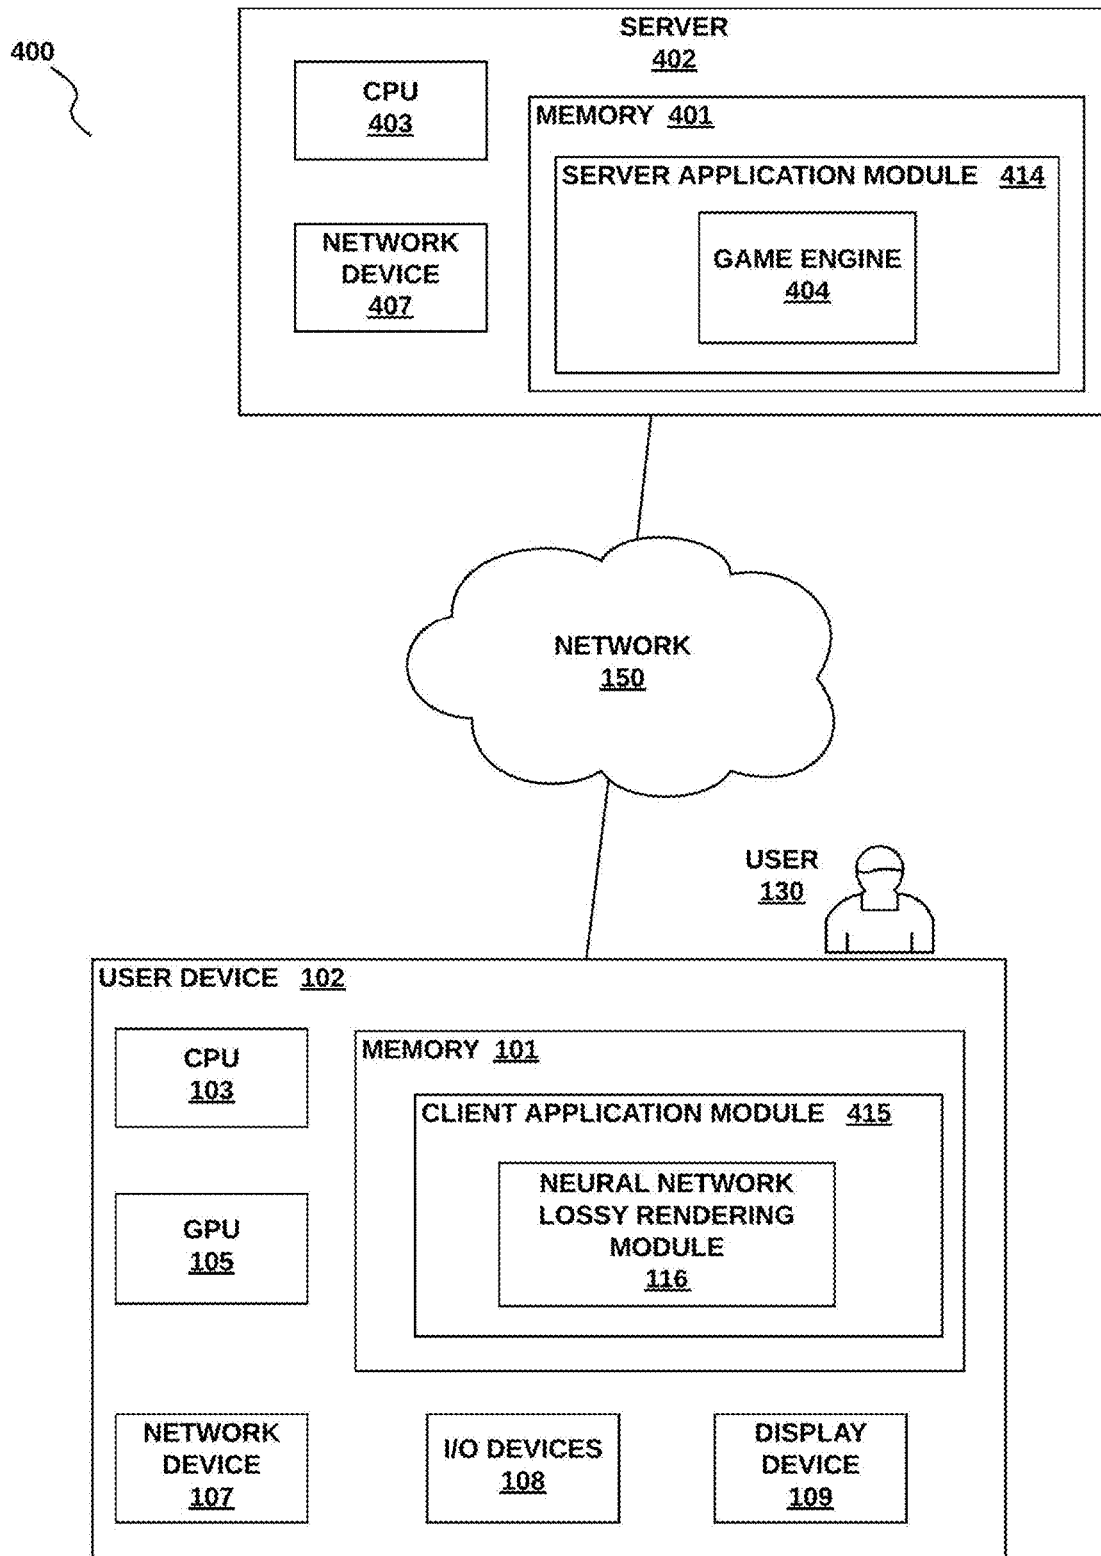 400
SERVER
402
CPU
403
MEMORY 401
SERVER APPLICATION MODULE 414
NETWORK
DEVICE
407
GAME ENGINE
404
NETWORK
150
USER
130
USER DEVICE 102
CPU
103
MEMORY 101
CLIENT APPLICATION MODULE 415
NEURAL NETWORK
LOSSY RENDERING
MODULE
116
GPU
105
NETWORK
DEVICE
107
I/O DEVICES
108
DISPLAY
DEVICE
109